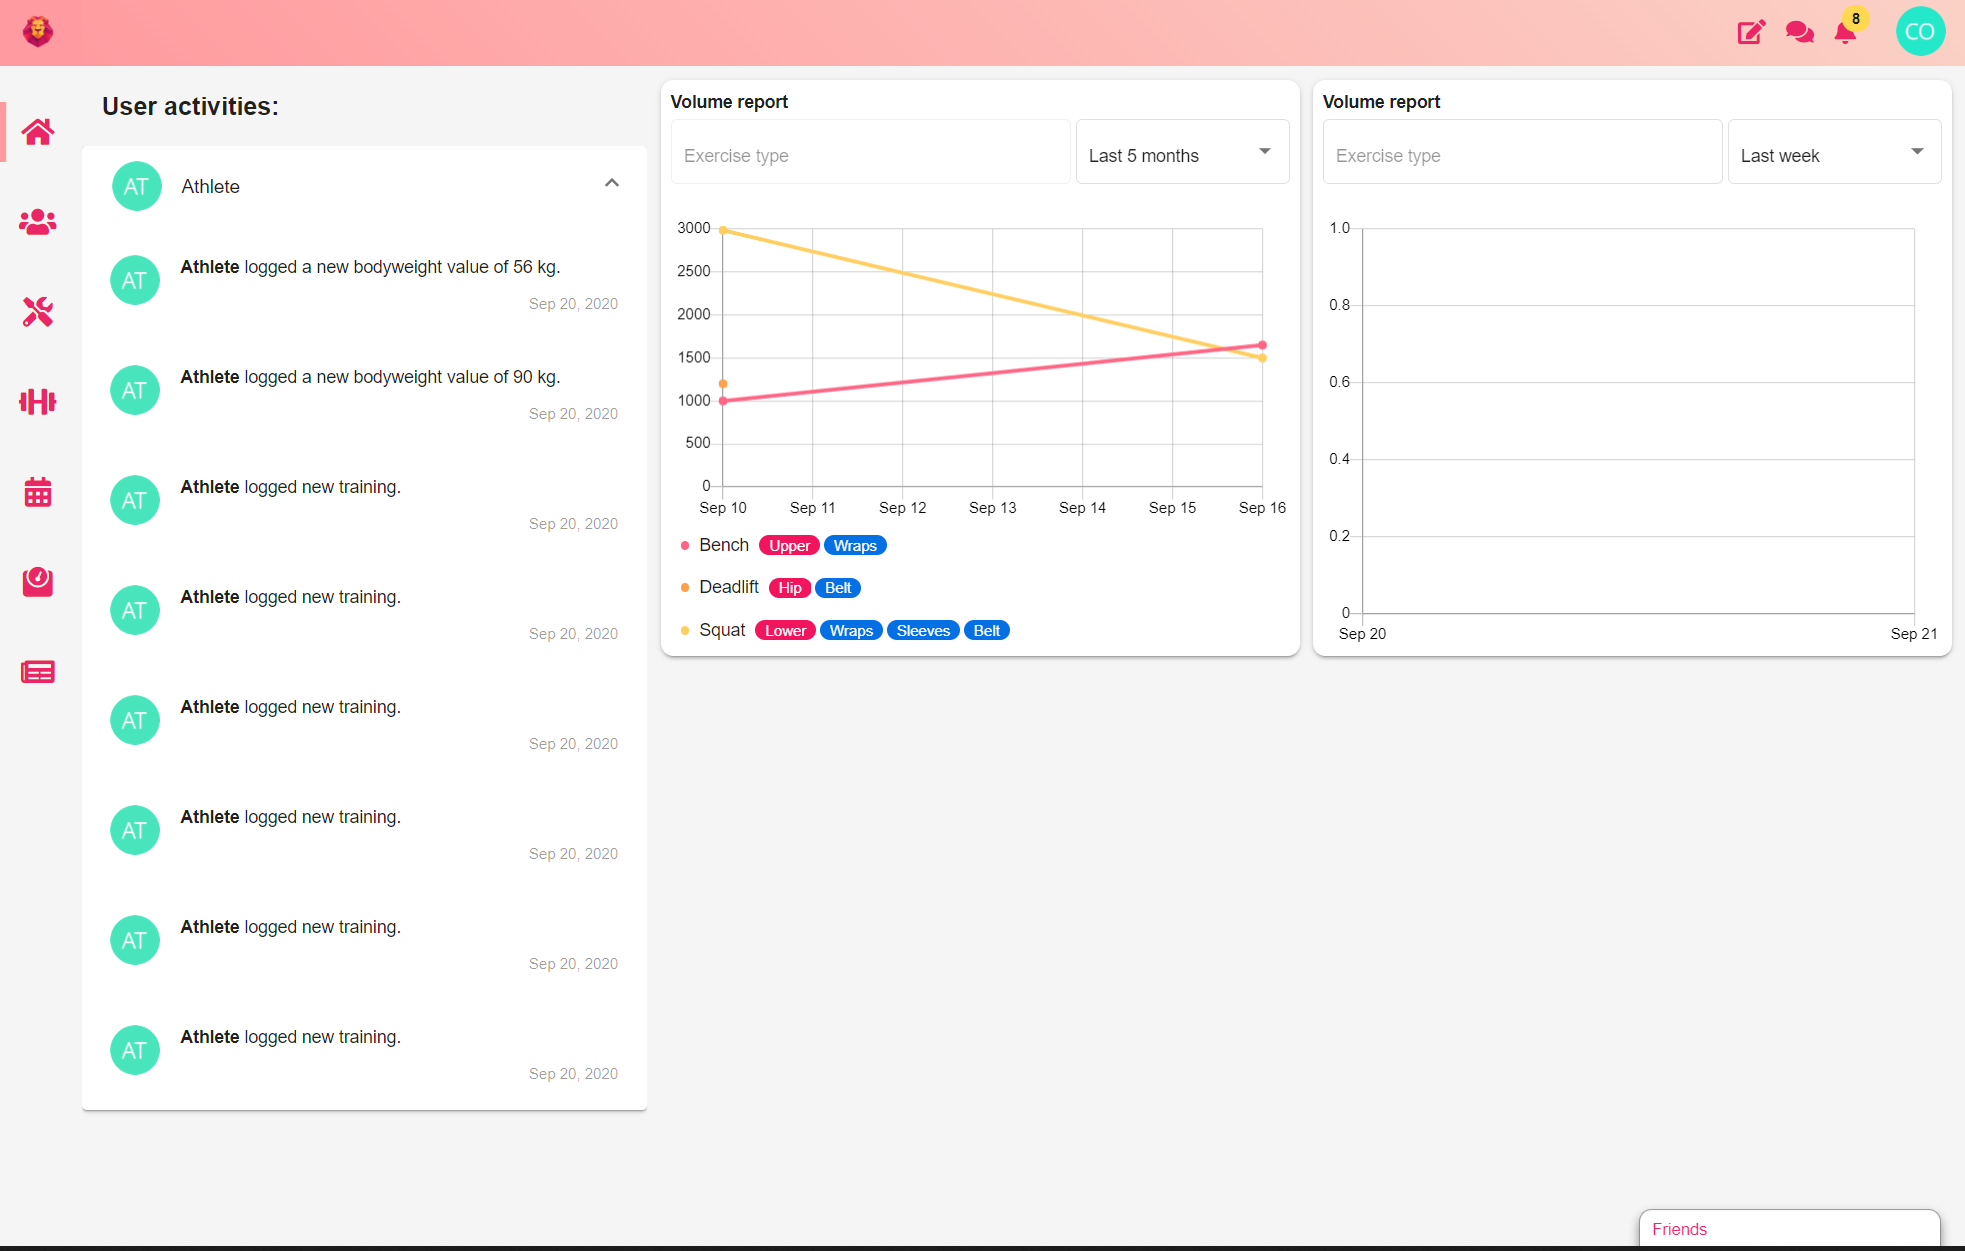 8
CO
User activities:
AT Athlete
AT Athlete logged a new bodyweight value of 56 kg.
Sep 20, 2020
AT Athlete logged a new bodyweight value of 90 kg.
Sep 20, 2020
AT Athlete logged new training.
Sep 20, 2020
AT Athlete logged new training.
Sep 20, 2020
AT Athlete logged new training.
Sep 20, 2020
AT Athlete logged new training.
Sep 20, 2020
AT Athlete logged new training.
Sep 20, 2020
AT Athlete logged new training.
Sep 20, 2020
Volume report
Exercise type
Last 5 months
3000
2500
2000
1500
1000
500
0
Sep 10 Sep 11 Sep 12 Sep 13 Sep 14 Sep 15 Sep 16
Bench Upper Wraps
Deadlift Hip Belt
Squat Lower Wraps Sleeves Belt
Volume report
Exercise type
Last week
1.0
0.8
0.6
0.4
0.2
0
Sep 20 Sep 21
Friends